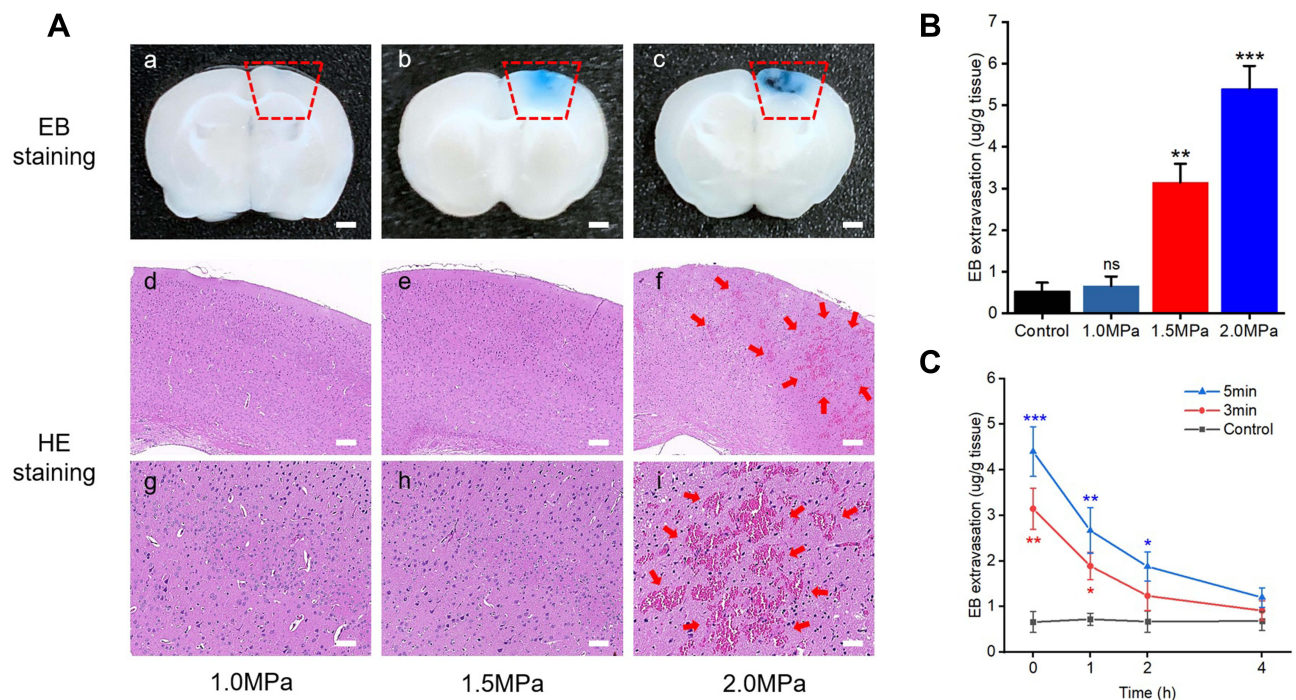 A
EB
staining
a
b
c
HE
staining
d
e
f
g
h
i
1.0MPa
1.5MPa
2.0MPa
B
EB extravasation (ug/g tissue)
7
6
5
4
3
2
1
0
ns
**
***
Control
1.0MPa
1.5MPa
2.0MPa
C
EB extravasation (ug/g tissue)
6
5
4
3
2
1
0
5min
3min
Control
***
**
**
*
*
0
1
2
4
Time (h)